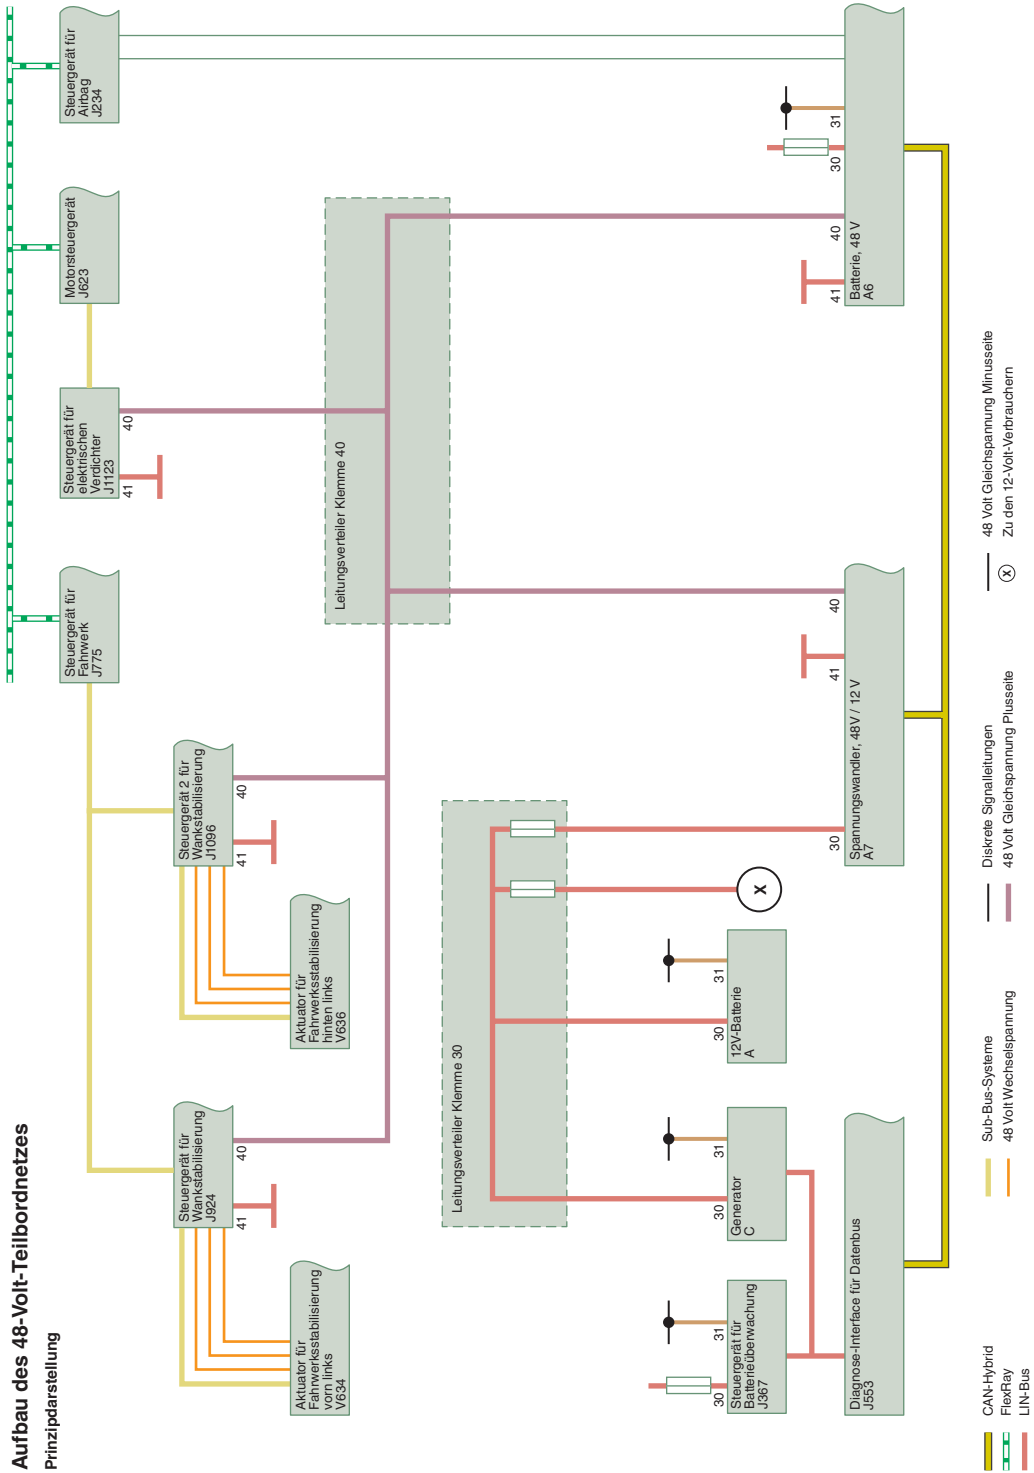 Aufbau des 48-Volt-Teilbordnetzes
Prinzipdarstellung
Steuergerät für
Fahrwerk
J775
Steuergerät für
elektrischen
Verdichter
J1123
41
40
Motorsteuergerät
J623
Steuergerät für
Airbag
J234
Steuergerät für
Wankstabilisierung
J924
41
40
Steuergerät 2 für
Wankstabilisierung
J1096
41
40
Aktuator für
Fahrwerksstabilisierung
vorn links
V634
Aktuator für
Fahrwerksstabilisierung
hinten links
V636
Leitungsverteiler Klemme 40
Leitungsverteiler Klemme 30
30
31
Steuergerät für
Batterieüberwachung
J367
30
31
Generator
C
30
31
12V-Batterie
A
X
Diagnose-Interface für Datenbus
J553
30
41
40
Spannungswandler, 48V / 12 V
A7
41
40
30
31
Batterie, 48 V
A6
CAN-Hybrid
FlexRay
LIN-Bus
Sub-Bus-Systeme
48 Volt Wechselspannung
Diskrete Signalleitungen
48 Volt Gleichspannung Plusseite
48 Volt Gleichspannung Minusseite
X Zu den 12-Volt-Verbrauchern